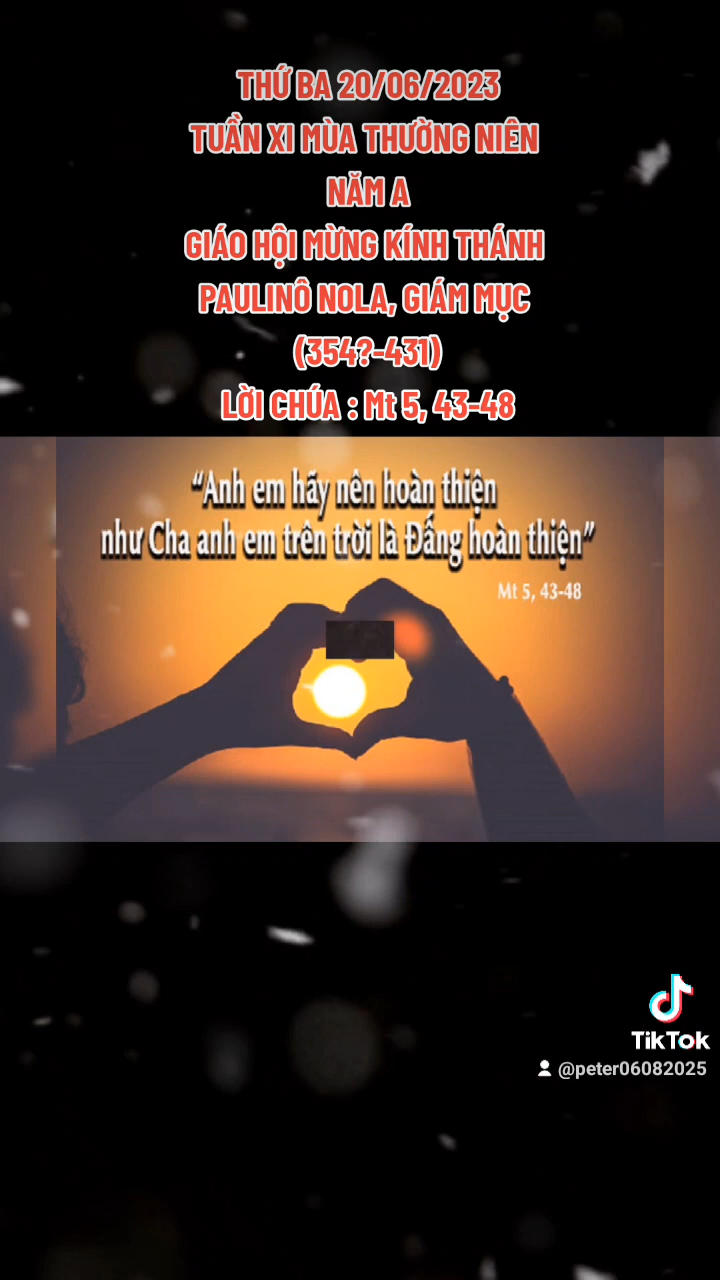 THỨ BA 20/06/2023
TUẦN XI MÙA THƯỜNG NIÊN
NĂM A
GIÁO HỘI MỪNG KÍNH THÁNH
PAULINÔ NOLA, GIÁM MỤC
(354?-431)
LỜI CHÚA : Mt 5, 43-48
“Anh em hãy nên hoàn thiện
như Cha anh em trên trời là Đấng hoàn thiện”
Mt 5, 43-48
TikTok
@peter06082025